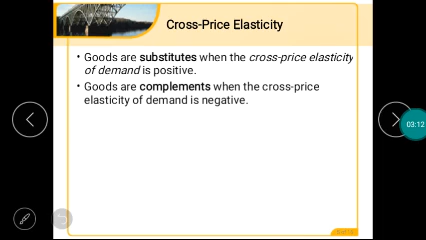 Cross-Price Elasticity
• Goods are substitutes when the cross-price elasticity
of demand is positive.
• Goods are complements when the cross-price
elasticity of demand is negative.
03:12